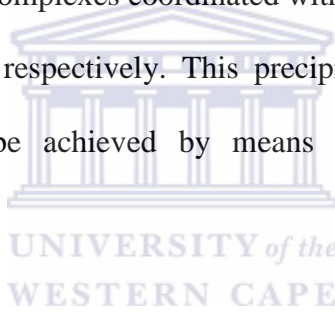 complexes coordinated with
respectively. This precip
be achieved by means
UNIVERSITY of the
WESTERN CAPE